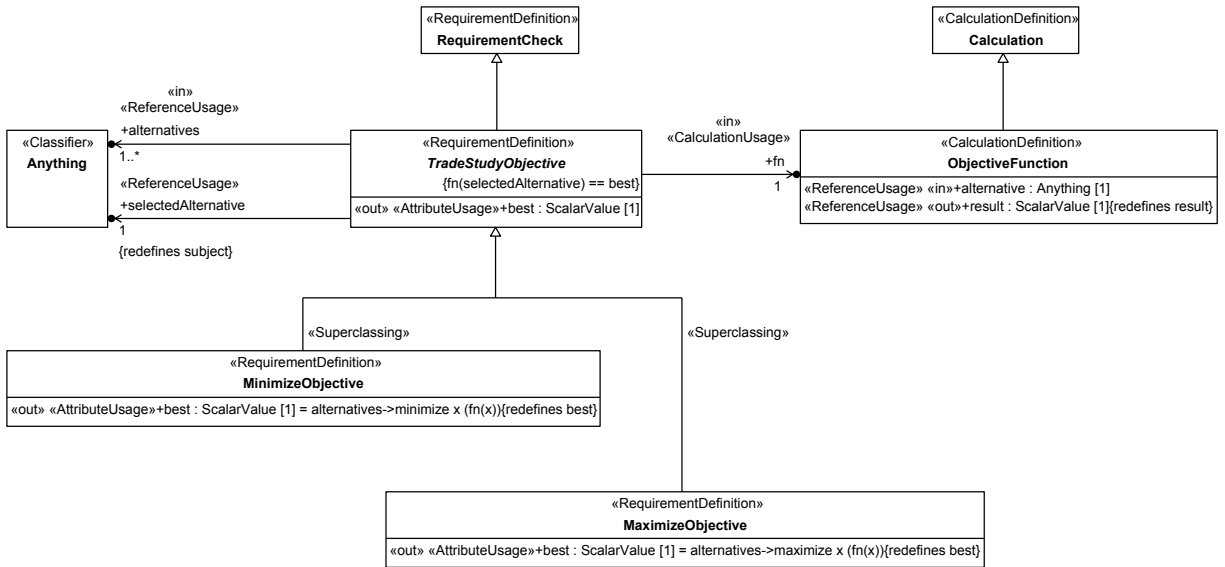 «RequirementDefinition»
RequirementCheck
«CalculationDefinition»
Calculation
«in»
«ReferenceUsage»
+alternatives
1..*
«Classifier»
Anything
«ReferenceUsage»
+selectedAlternative
1
{redefines subject}
«RequirementDefinition»
TradeStudyObjective
{fn(selectedAlternative) == best}
«out» «AttributeUsage»+best : ScalarValue [1]
«in»
«CalculationUsage»
+fn
1
«CalculationDefinition»
ObjectiveFunction
«ReferenceUsage» «in»+alternative : Anything [1]
«ReferenceUsage» «out»+result : ScalarValue [1]{redefines result}
«Superclassing»
«Superclassing»
«RequirementDefinition»
MinimizeObjective
«out» «AttributeUsage»+best : ScalarValue [1] = alternatives->minimize x (fn(x)){redefines best}
«RequirementDefinition»
MaximizeObjective
«out» «AttributeUsage»+best : ScalarValue [1] = alternatives->maximize x (fn(x)){redefines best}